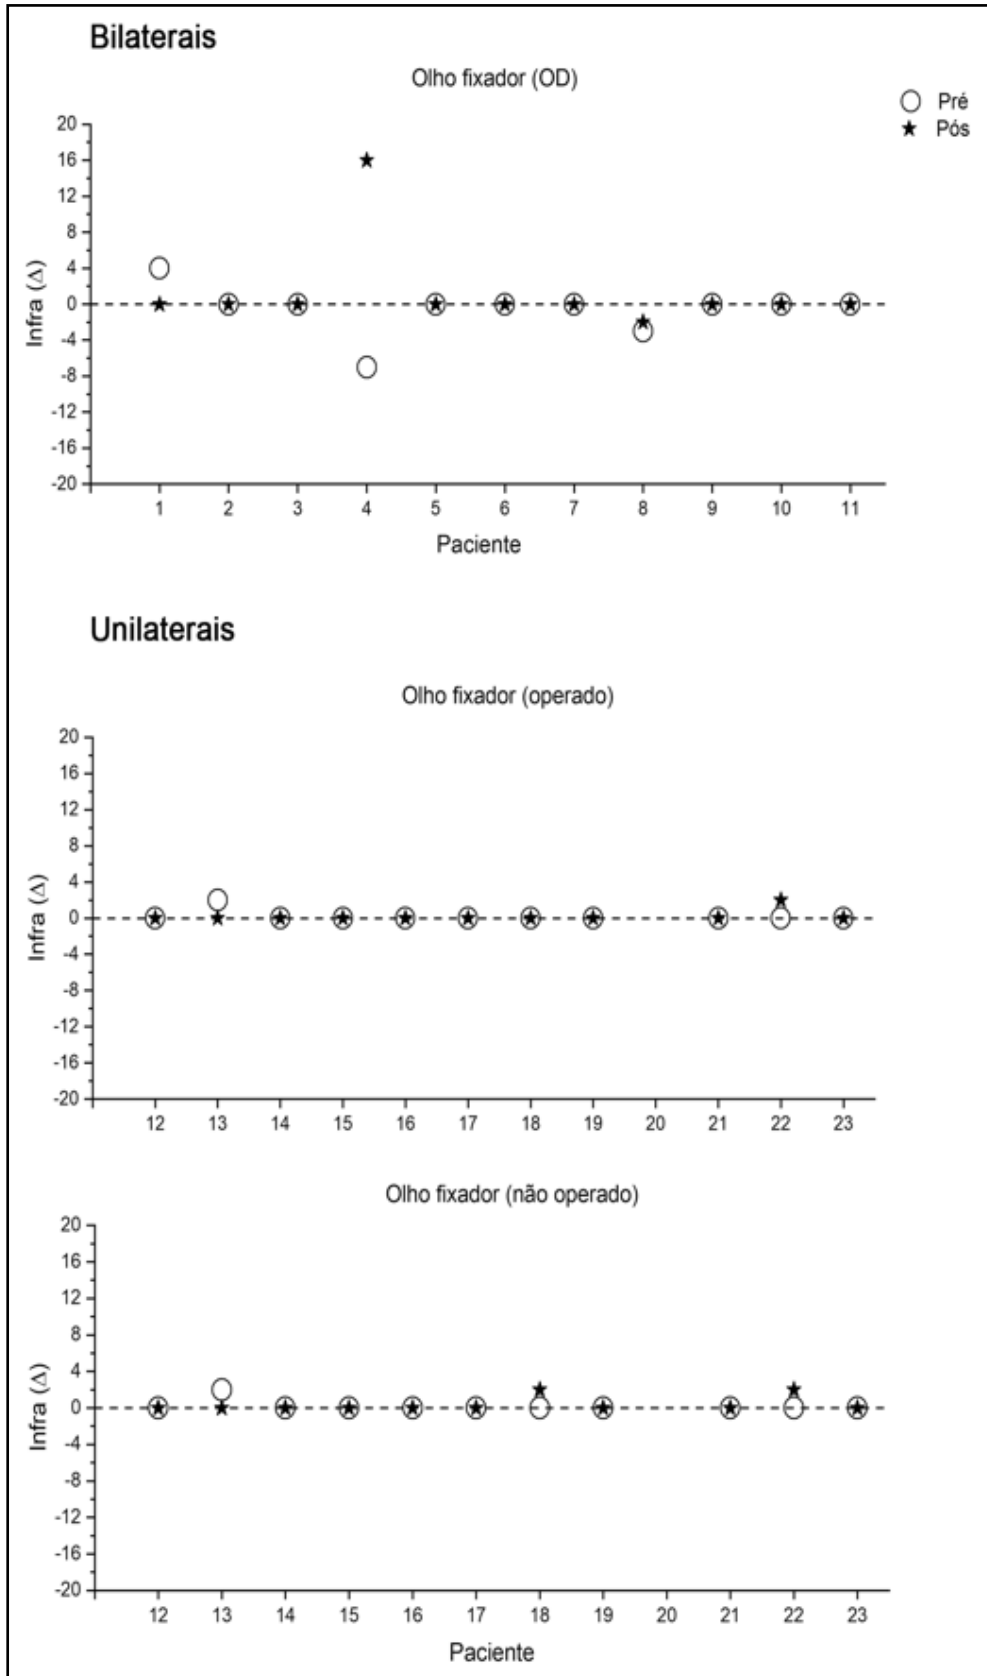 Bilaterais
Olho fixador (OD)
Pré
Pós
20
16
12
8
4
0
-4
-8
-12
-16
-20
Infra (Δ)
1 2 3 4 5 6 7 8 9 10 11
Paciente
Unilaterais
Olho fixador (operado)
20
16
12
8
4
0
-4
-8
-12
-16
-20
Infra (Δ)
12 13 14 15 16 17 18 19 20 21 22 23
Olho fixador (não operado)
20
16
12
8
4
0
-4
-8
-12
-16
-20
Infra (Δ)
12 13 14 15 16 17 18 19 20 21 22 23
Paciente